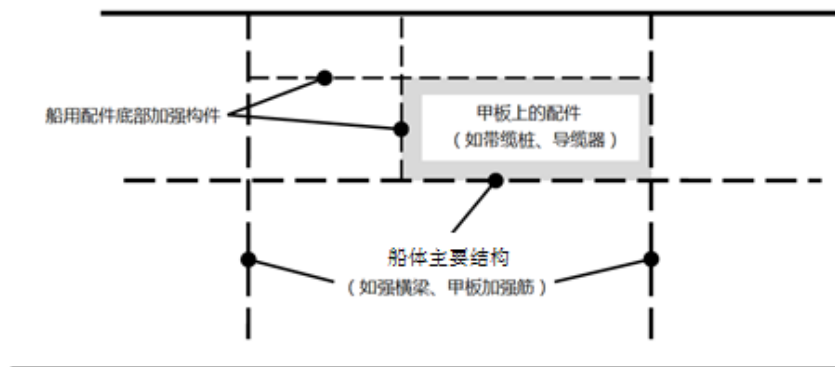 甲板上的配件
船用配件底部加强构件
（如带缆桩、导缆器）
船体主要结构
（如强横梁、甲板加强筋）